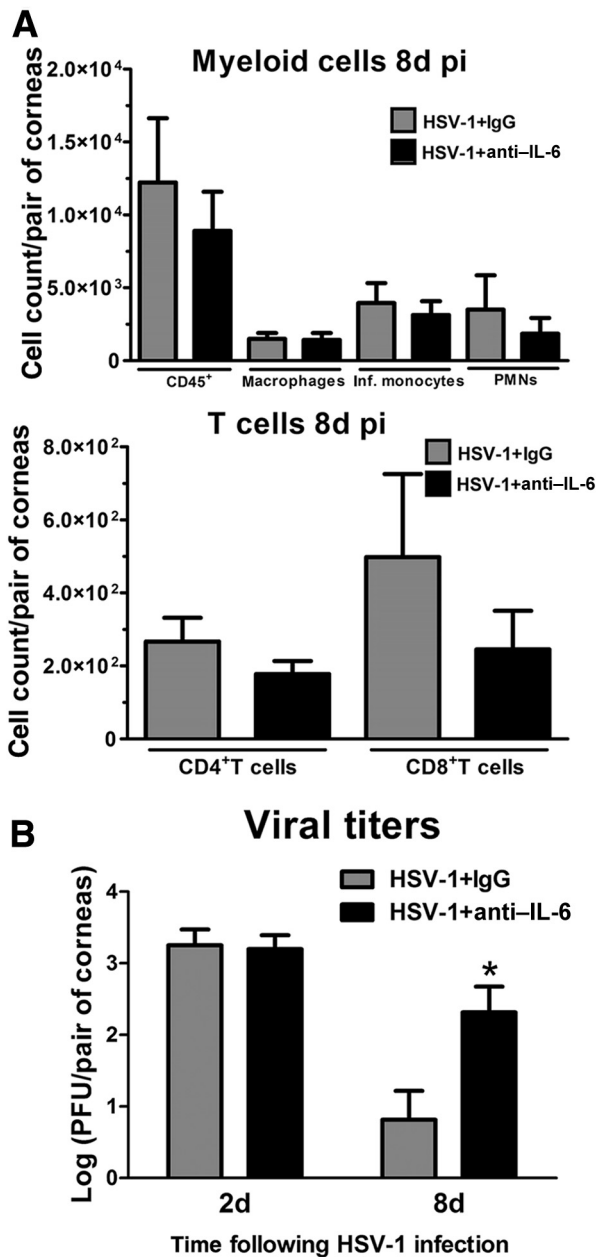 A
Myeloid cells 8d pi
Cell count/pair of corneas
2.0×10⁴
1.5×10⁴
1.0×10⁴
5.0×10³
0
HSV-1+IgG
HSV-1+anti–IL-6
CD45⁺
Macrophages
Inf. monocytes
PMNs
T cells 8d pi
Cell count/pair of corneas
8.0×10²
6.0×10²
4.0×10²
2.0×10²
0
HSV-1+IgG
HSV-1+anti–IL-6
CD4⁺T cells
CD8⁺T cells
B
Viral titers
Log (PFU/pair of corneas)
4
3
2
1
0
HSV-1+IgG
HSV-1+anti–IL-6
*
2d
8d
Time following HSV-1 infection